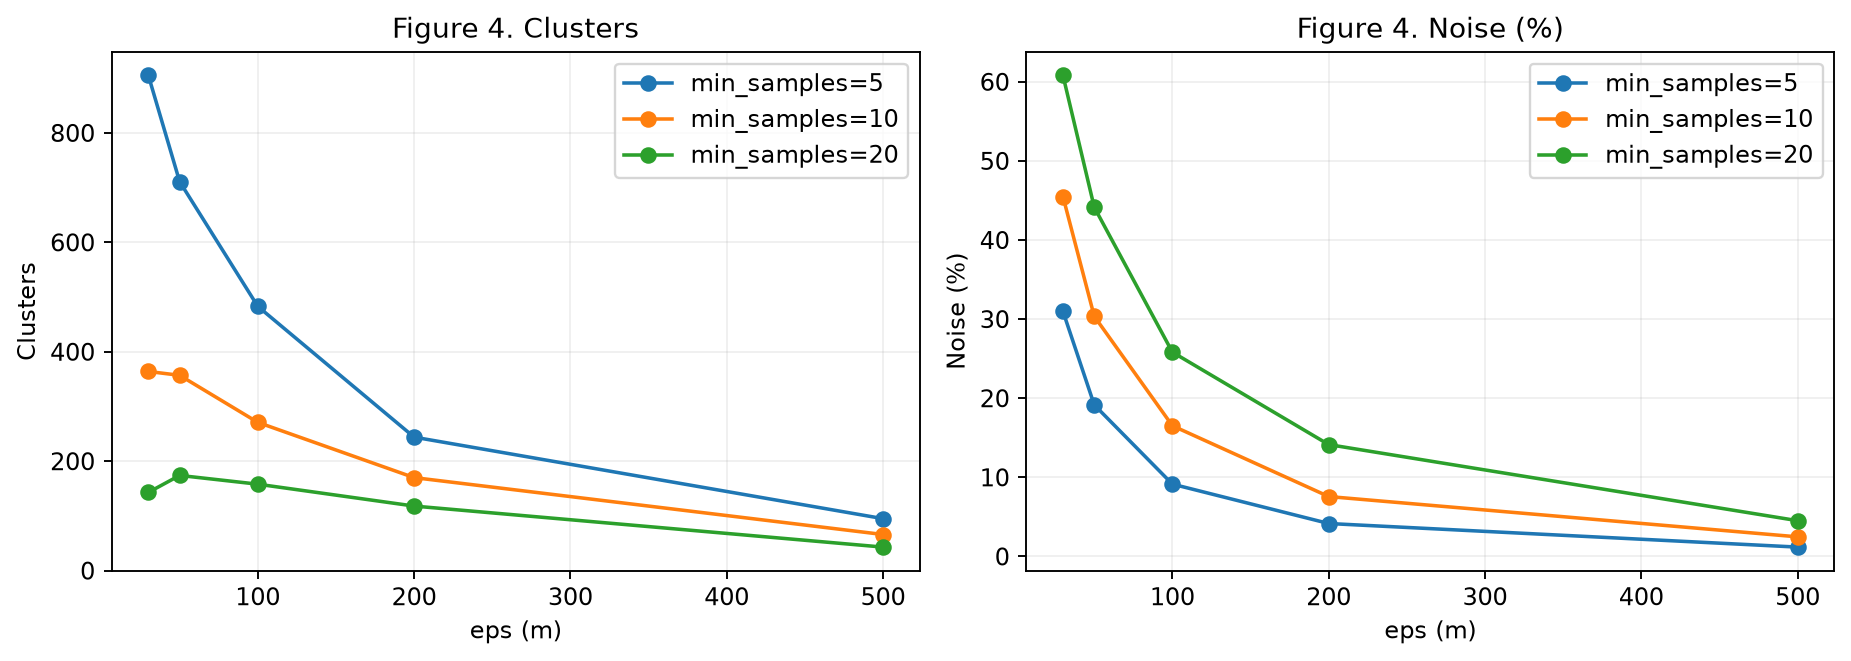 Figure 4. Clusters
Clusters
800
600
400
200
0
100 200 300 400 500
eps (m)
min_samples=5
min_samples=10
min_samples=20
Figure 4. Noise (%)
Noise (%)
60
50
40
30
20
10
0
100 200 300 400 500
eps (m)
min_samples=5
min_samples=10
min_samples=20